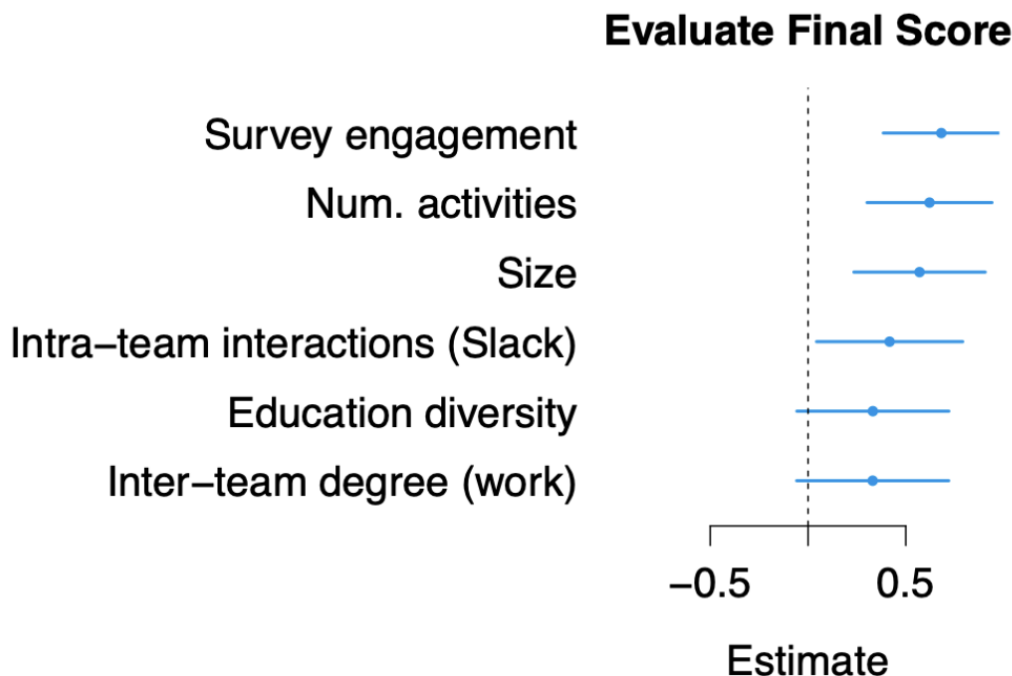 Evaluate Final Score
Survey engagement
Num. activities
Size
Intra−team interactions (Slack)
Education diversity
Inter−team degree (work)
−0.5
0.5
Estimate